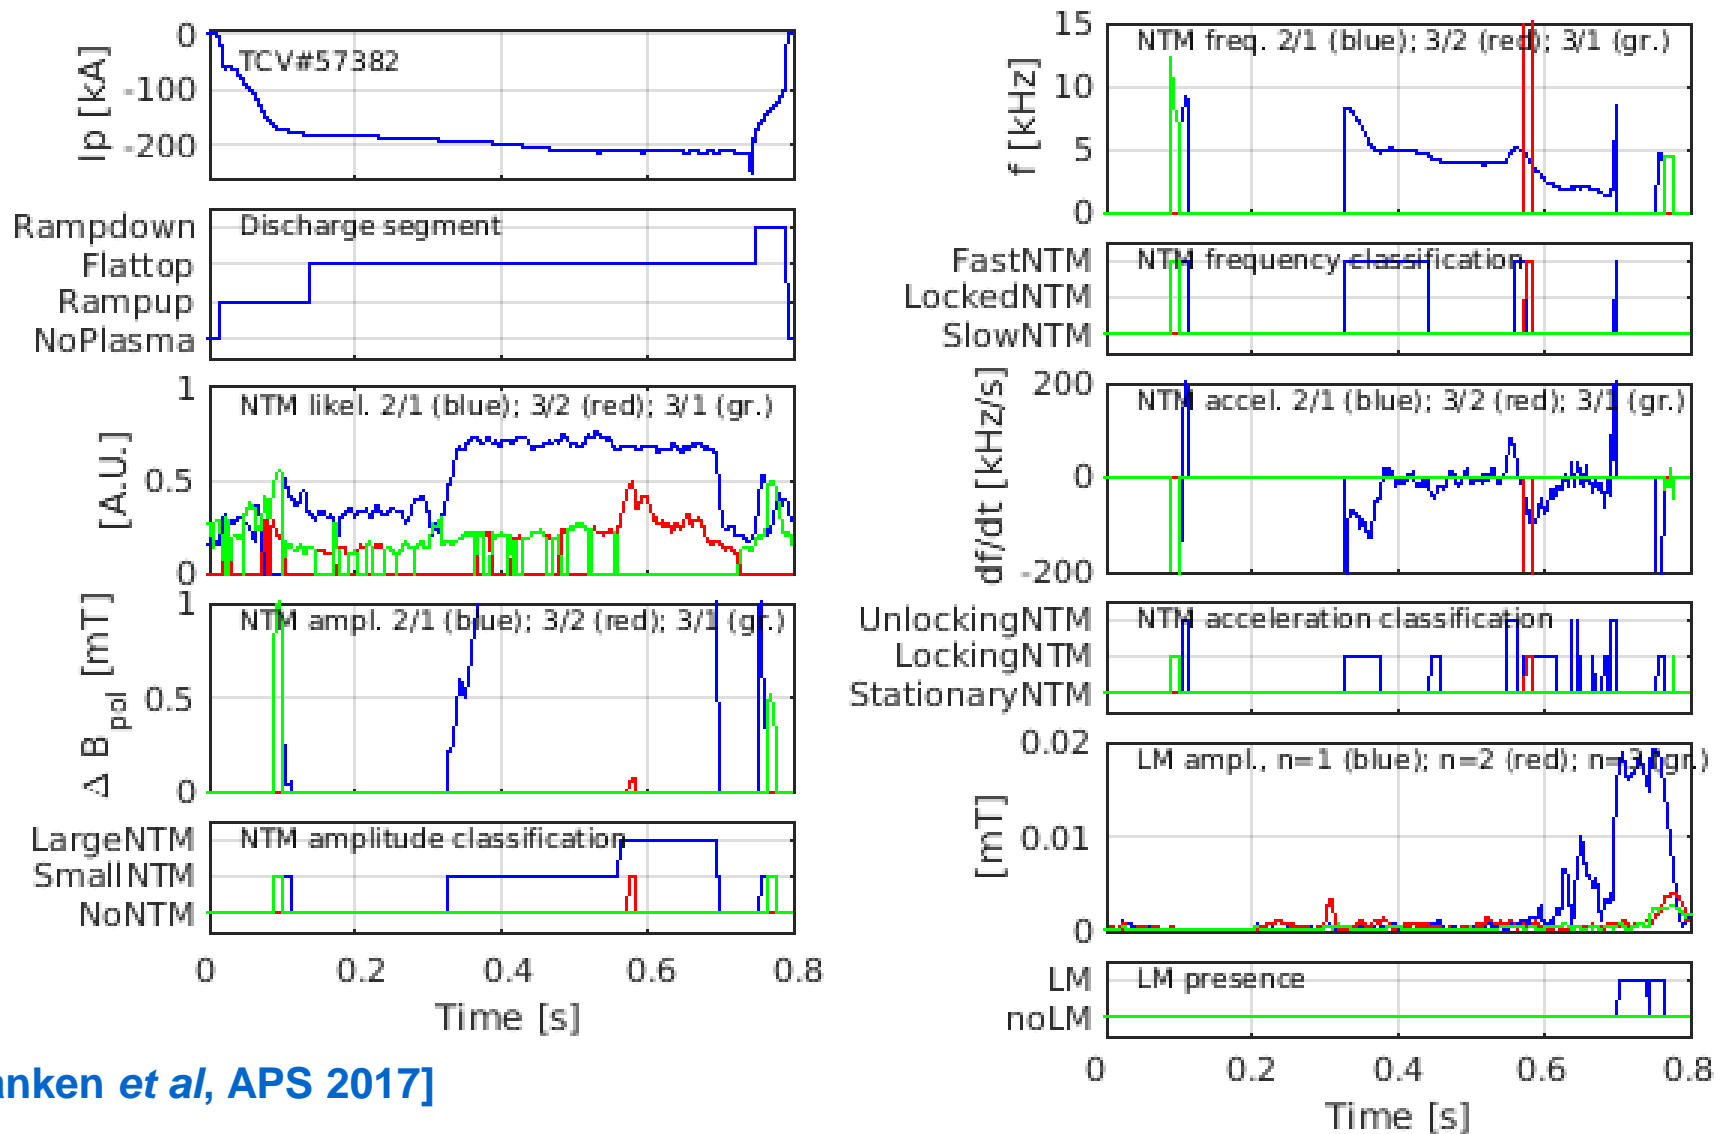 0
-100
-200
Ip [kA]
TCV#57382
Rampdown
Flattop
Rampup
NoPlasma
Discharge segment
1
0.5
0
[A.U.]
NTM likel. 2/1 (blue); 3/2 (red); 3/1 (gr.)
1
0.5
0
Δ B pol [mT]
NTM ampl. 2/1 (blue); 3/2 (red); 3/1 (gr.)
LargeNTM
SmallNTM
NoNTM
NTM amplitude classification
0 0.2 0.4 0.6 0.8
Time [s]
anken et al, APS 2017]
15
10
5
0
f [kHz]
NTM freq. 2/1 (blue); 3/2 (red); 3/1 (gr.)
FastNTM
LockedNTM
SlowNTM
NTM frequency classification
200
0
-200
df/dt [kHz/s]
NTM accel. 2/1 (blue); 3/2 (red); 3/1 (gr.)
UnlockingNTM
LockingNTM
StationaryNTM
NTM acceleration classification
0.02
0.01
0
[mT]
LM ampl., n=1 (blue); n=2 (red); n=3 (gr.)
LM
noLM
LM presence
0 0.2 0.4 0.6 0.8
Time [s]